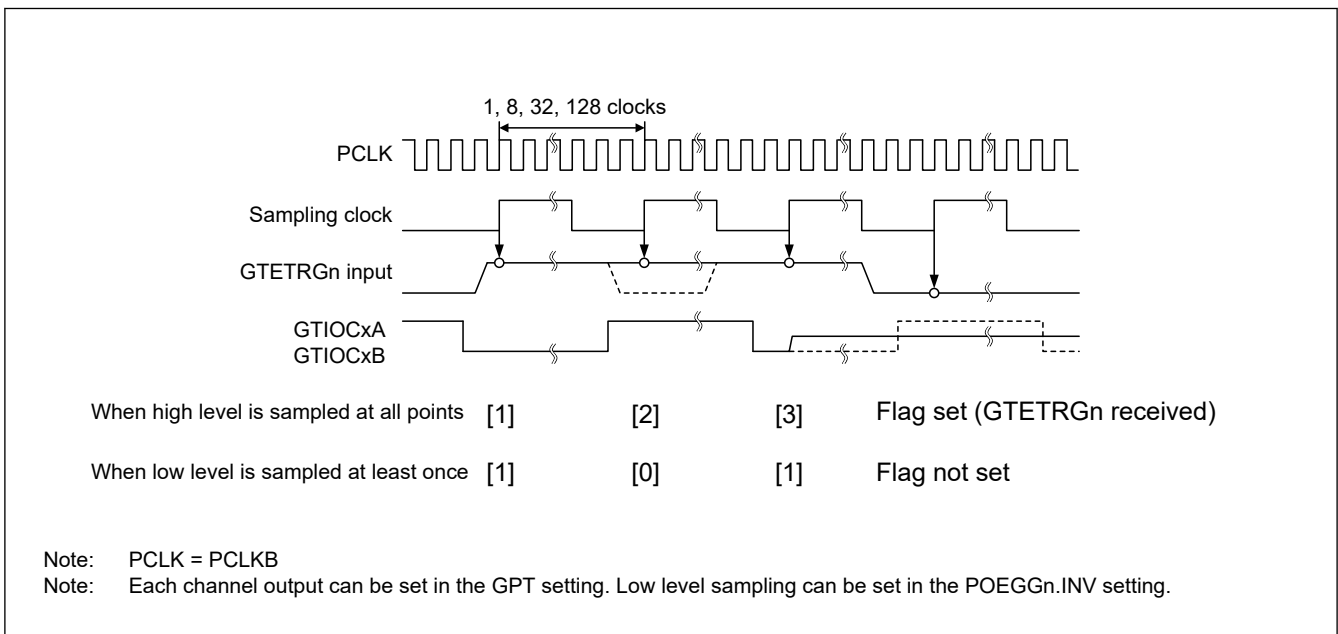 1, 8, 32, 128 clocks
PCLK
Sampling clock
GTETRGn input
GTIOCxA
GTIOCxB
When high level is sampled at all points [1] [2] [3] Flag set (GTETRGn received)
When low level is sampled at least once [1] [0] [1] Flag not set
Note: PCLK = PCLKB
Note: Each channel output can be set in the GPT setting. Low level sampling can be set in the POEGGn.INV setting.